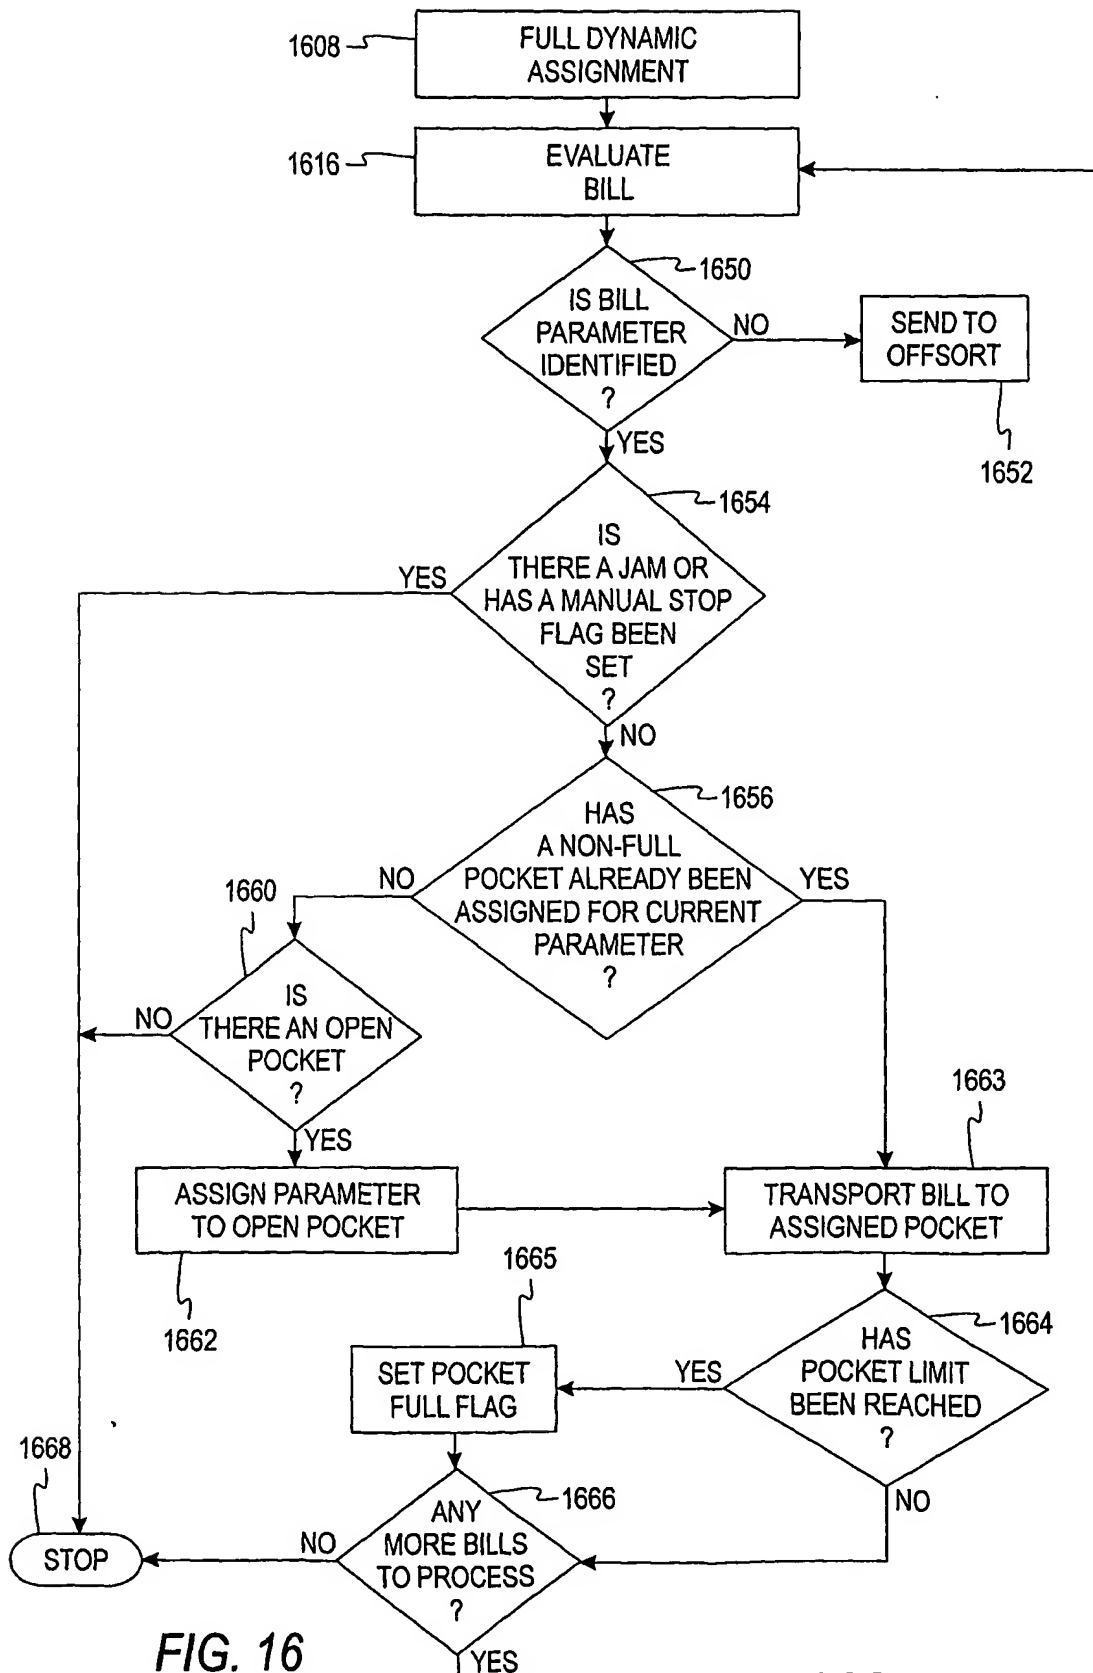 1608
FULL DYNAMIC
ASSIGNMENT
1616
EVALUATE
BILL
1650
IS BILL
PARAMETER
IDENTIFIED
?
NO
SEND TO
OFFSORT
1652
YES
1654
IS
THERE A JAM OR
HAS A MANUAL STOP
FLAG BEEN
SET
?
YES
NO
1656
HAS
A NON-FULL
POCKET ALREADY BEEN
ASSIGNED FOR CURRENT
PARAMETER
?
NO
YES
1660
IS
THERE AN OPEN
POCKET
?
NO
YES
ASSIGN PARAMETER
TO OPEN POCKET
1662
1663
TRANSPORT BILL TO
ASSIGNED POCKET
1664
HAS
POCKET LIMIT
BEEN REACHED
?
YES
NO
1665
SET POCKET
FULL FLAG
1666
ANY
MORE BILLS
TO PROCESS
?
NO
YES
1668
STOP
FIG. 16